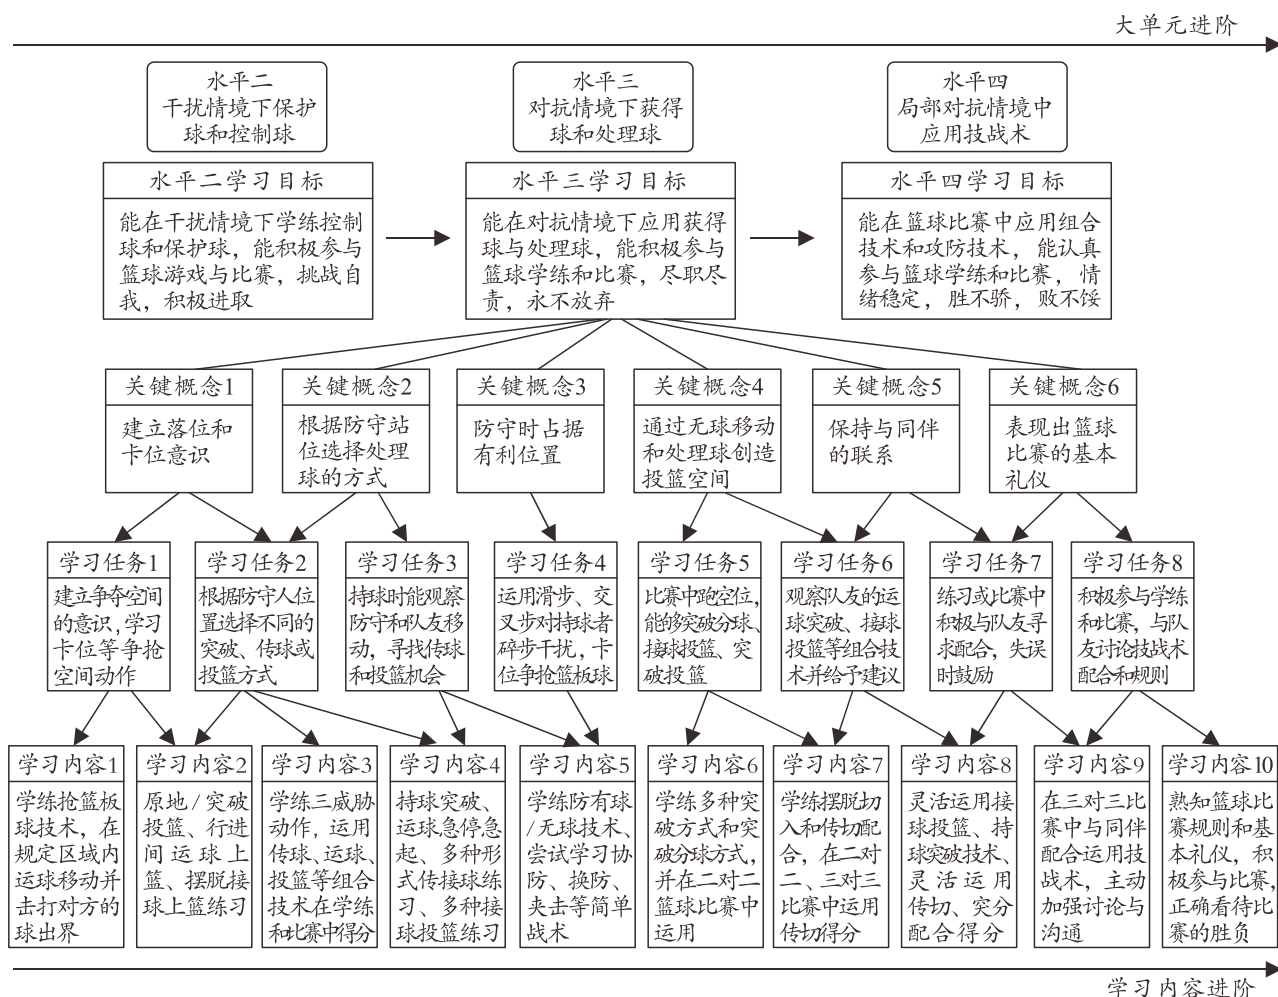 大单元进阶
水平二
干扰情境下保护
球和控制球
水平三
对抗情境下获得
球和处理球
水平四
局部对抗情境中
应用技战术
水平二学习目标
能在干扰情境下学练控制
球和保护球，能积极参与
篮球游戏与比赛，挑战自
我，积极进取
水平三学习目标
能在对抗情境下应用获得
球与处理球，能积极参与
篮球学练和比赛，尽职尽
责，永不放弃
水平四学习目标
能在篮球比赛中应用组合
技术和攻防技术，能认真
参与篮球学练和比赛，情
绪稳定，胜不骄，败不馁
关键概念1
建立落位和
卡位意识
关键概念2
根据防守站
位选择处理
球的方式
关键概念3
防守时占据
有利位置
关键概念4
通过无球移动
和处理球创造
投篮空间
关键概念5
保持与同伴
的联系
关键概念6
表现出篮球
比赛的基本
礼仪
学习任务1
建立争夺空间
的意识，学习
卡位等争抢
空间动作
学习任务2
根据防守人位
置选择不同的
突破、传球或
投篮方式
学习任务3
持球时能观察
防守和队友移
动，寻找传球
和投篮机会
学习任务4
运用滑步、交
叉步对持球者
碎步干扰，卡
位争抢篮板球
学习任务5
比赛中跑空位，
能够突破分球、
接球投篮、突
破投篮
学习任务6
观察队友的运
球突破、接球
投篮等组合技
术并给予建议
学习任务7
练习或比赛中
积极与队友寻
求配合，失误
时鼓励
学习任务8
积极参与学练
和比赛，与队
友讨论技战术
配合和规则
学习内容1
学练抢篮板
球技术，在
规定区域内
运球移动并
击打对方的
球出界
学习内容2
原地/突破
投篮、行进
间运球上
篮、摆脱接
球上篮练习
学习内容3
学练三威胁
动作，运用
传球、运球、
投篮等组合
技术在学练
和比赛中得分
学习内容4
持球突破、
运球急停急
起、多种形
式传接球练
习、多种接
球投篮练习
学习内容5
学练防有球
/无球技术、
尝试学习协
防、换防、
夹击等简单
战术
学习内容6
学练多种突
破方式和突
破分球方式，
并在二对二
篮球比赛中
运用
学习内容7
学练摆脱切
入和传切配
合，在二对
二、三对三
比赛中运用
传切得分
学习内容8
灵活运用接
球投篮、持
球突破技术、
灵活运用
传切、突分
配合得分
学习内容9
在三对三比
赛中与同伴
配合运用技
战术，主动
加强讨论与
沟通
学习内容10
熟知篮球比
赛规则和基
本礼仪，积
极参与比赛，
正确看待比
赛的胜负
学习内容进阶